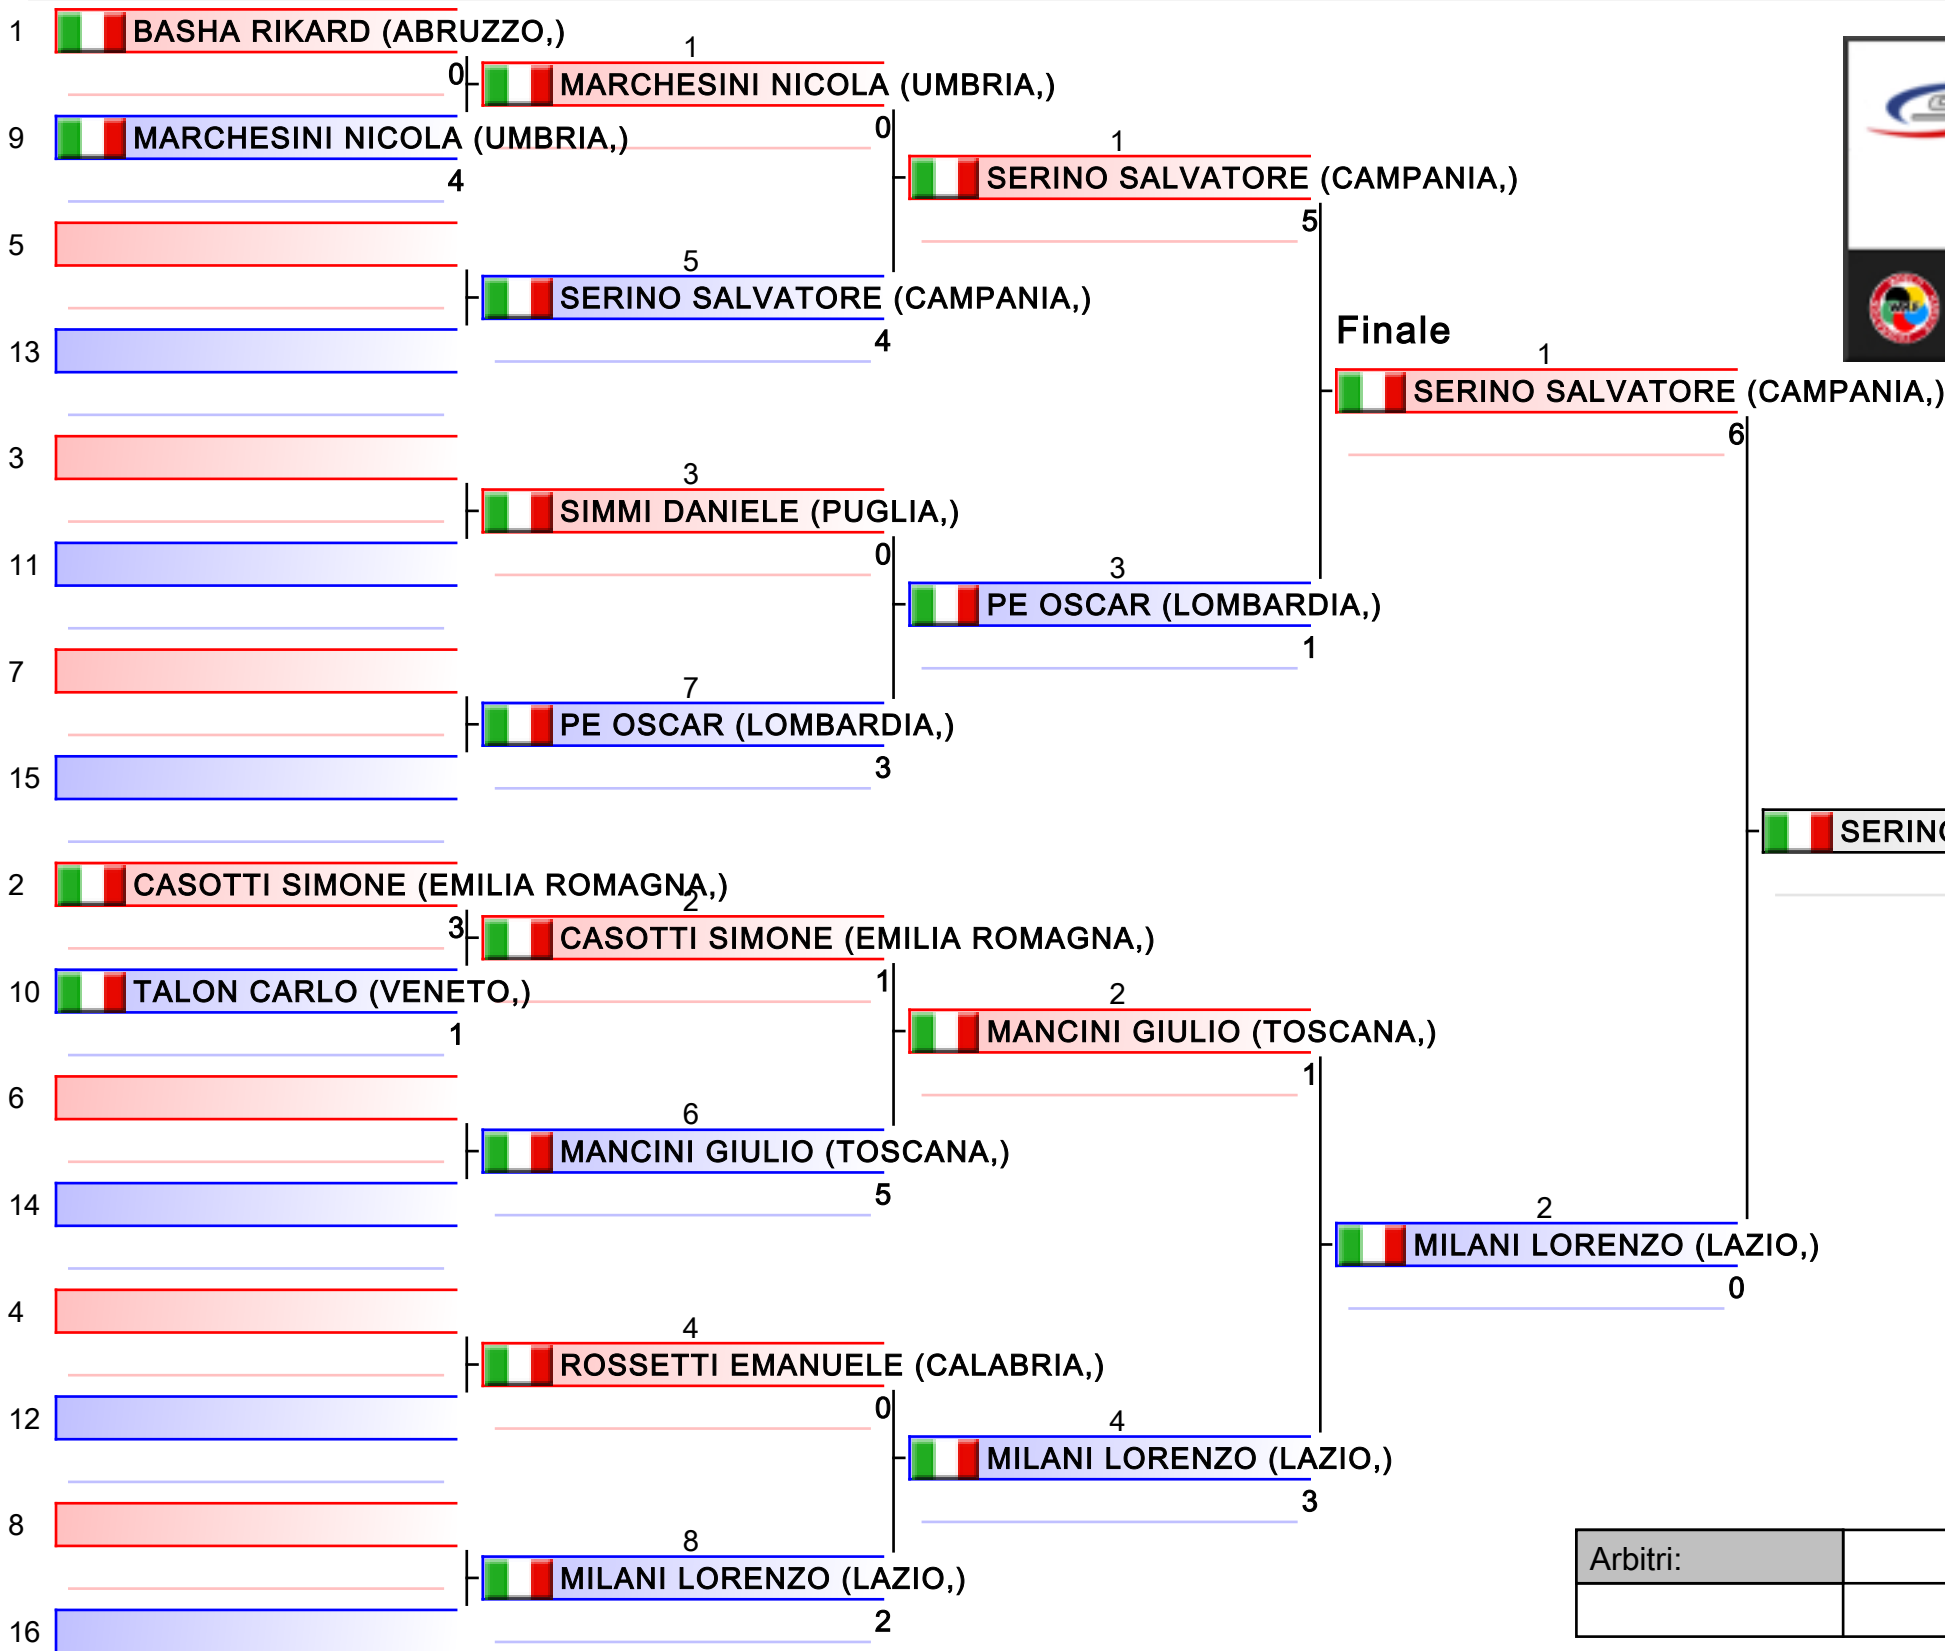 1 BASHA RIKARD (ABRUZZO,)
0
1
MARCHESINI NICOLA (UMBRIA,)
0
9 MARCHESINI NICOLA (UMBRIA,)
4
1
SERINO SALVATORE (CAMPANIA,)
5
5
5
SERINO SALVATORE (CAMPANIA,)
4
13
Finale
1
SERINO SALVATORE (CAMPANIA,)
6
3
3
SIMMI DANIELE (PUGLIA,)
0
11
3
PE OSCAR (LOMBARDIA,)
1
7
7
PE OSCAR (LOMBARDIA,)
3
15
SERINO
2 CASOTTI SIMONE (EMILIA ROMAGNA,)
3
2
CASOTTI SIMONE (EMILIA ROMAGNA,)
1
10 TALON CARLO (VENETO,)
1
2
MANCINI GIULIO (TOSCANA,)
1
6
6
MANCINI GIULIO (TOSCANA,)
5
14
2
MILANI LORENZO (LAZIO,)
0
4
4
ROSSETTI EMANUELE (CALABRIA,)
0
12
4
MILANI LORENZO (LAZIO,)
3
8
8
MILANI LORENZO (LAZIO,)
2
16
Arbitri: